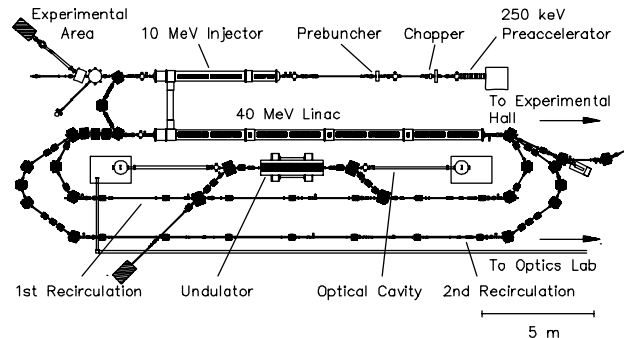 Experimental
Area
10 MeV Injector
Prebuncher
Chopper
250 keV
Preaccelerator
To Experimental
Hall
40 MeV Linac
To Optics Lab
1st Recirculation
Undulator
Optical Cavity
2nd Recirculation
5 m